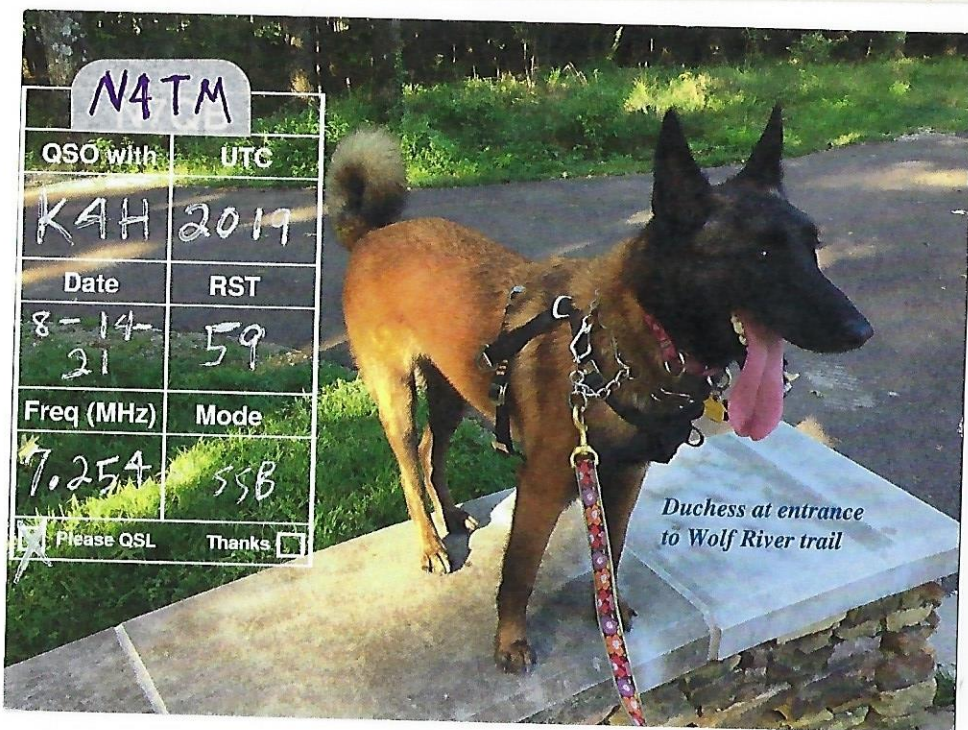 N4TM
QSO with UTC
K4H 2019
Date RST
8-14- 59
21
Freq (MHz) Mode
7.254 SSB
Please QSL Thanks
Duchess at entrance
to Wolf River trail